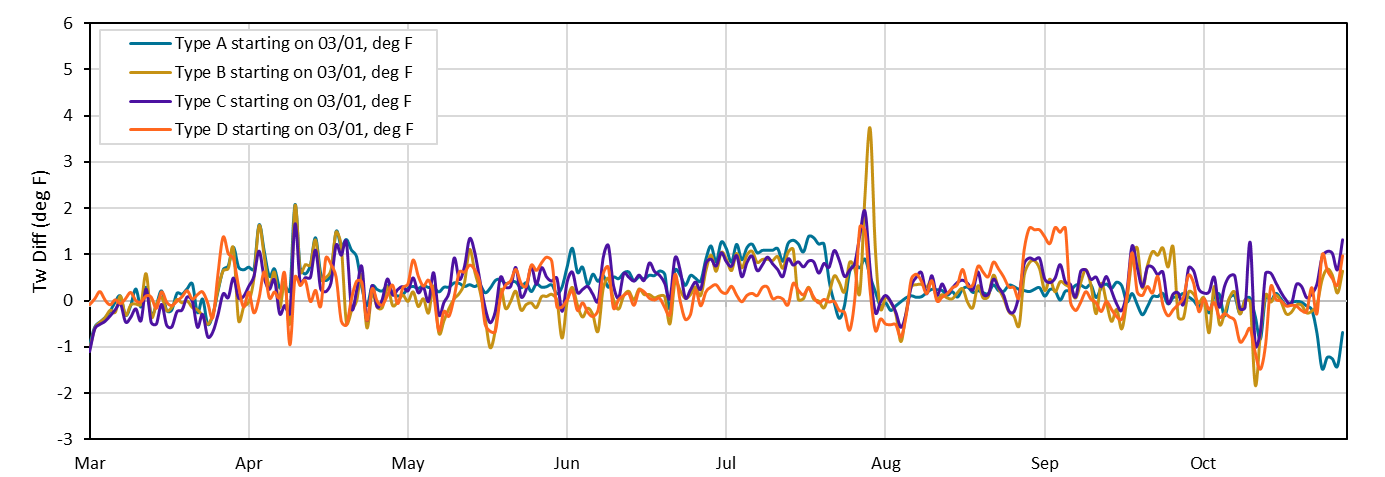 6
Type A starting on 03/01, deg F
5
Type B starting on 03/01, deg F
Type C starting on 03/01, deg F
4
Type D starting on 03/01, deg F
3
2
1
0
-1
-2
-3
Tw Diff (deg F)
Mar Apr May Jun Jul Aug Sep Oct